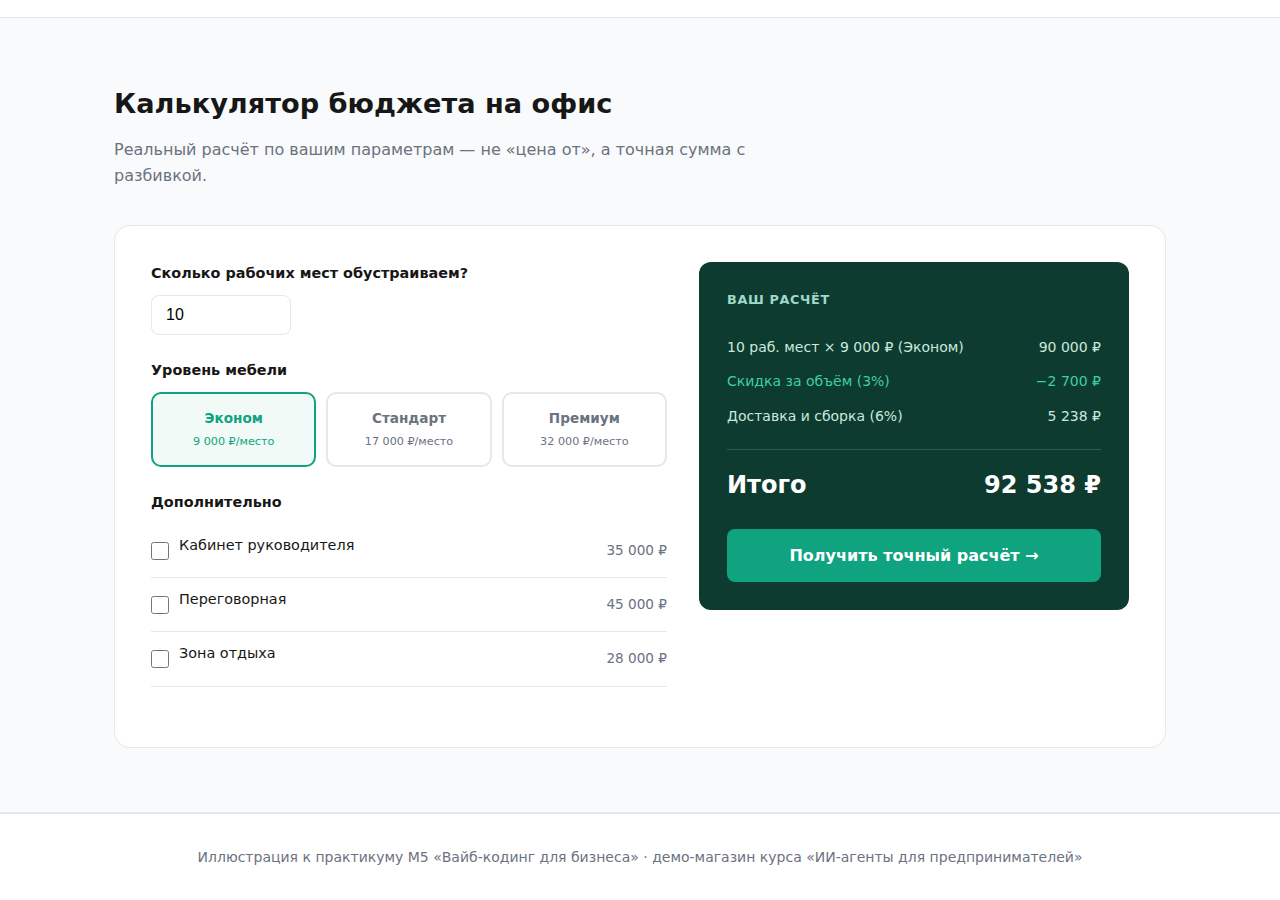 Калькулятор бюджета на офис
Реальный расчёт по вашим параметрам — не «цена от», а точная сумма с
разбивкой.
Сколько рабочих мест обустраиваем?
10
Уровень мебели
Эконом
9 000 ₽/место
Стандарт
17 000 ₽/место
Премиум
32 000 ₽/место
Дополнительно
Кабинет руководителя 35 000 ₽
Переговорная 45 000 ₽
Зона отдыха 28 000 ₽
ВАШ РАСЧЁТ
10 раб. мест × 9 000 ₽ (Эконом) 90 000 ₽
Скидка за объём (3%) −2 700 ₽
Доставка и сборка (6%) 5 238 ₽
Итого 92 538 ₽
Получить точный расчёт →
Иллюстрация к практикуму М5 «Вайб-кодинг для бизнеса» · демо-магазин курса «ИИ-агенты для предпринимателей»